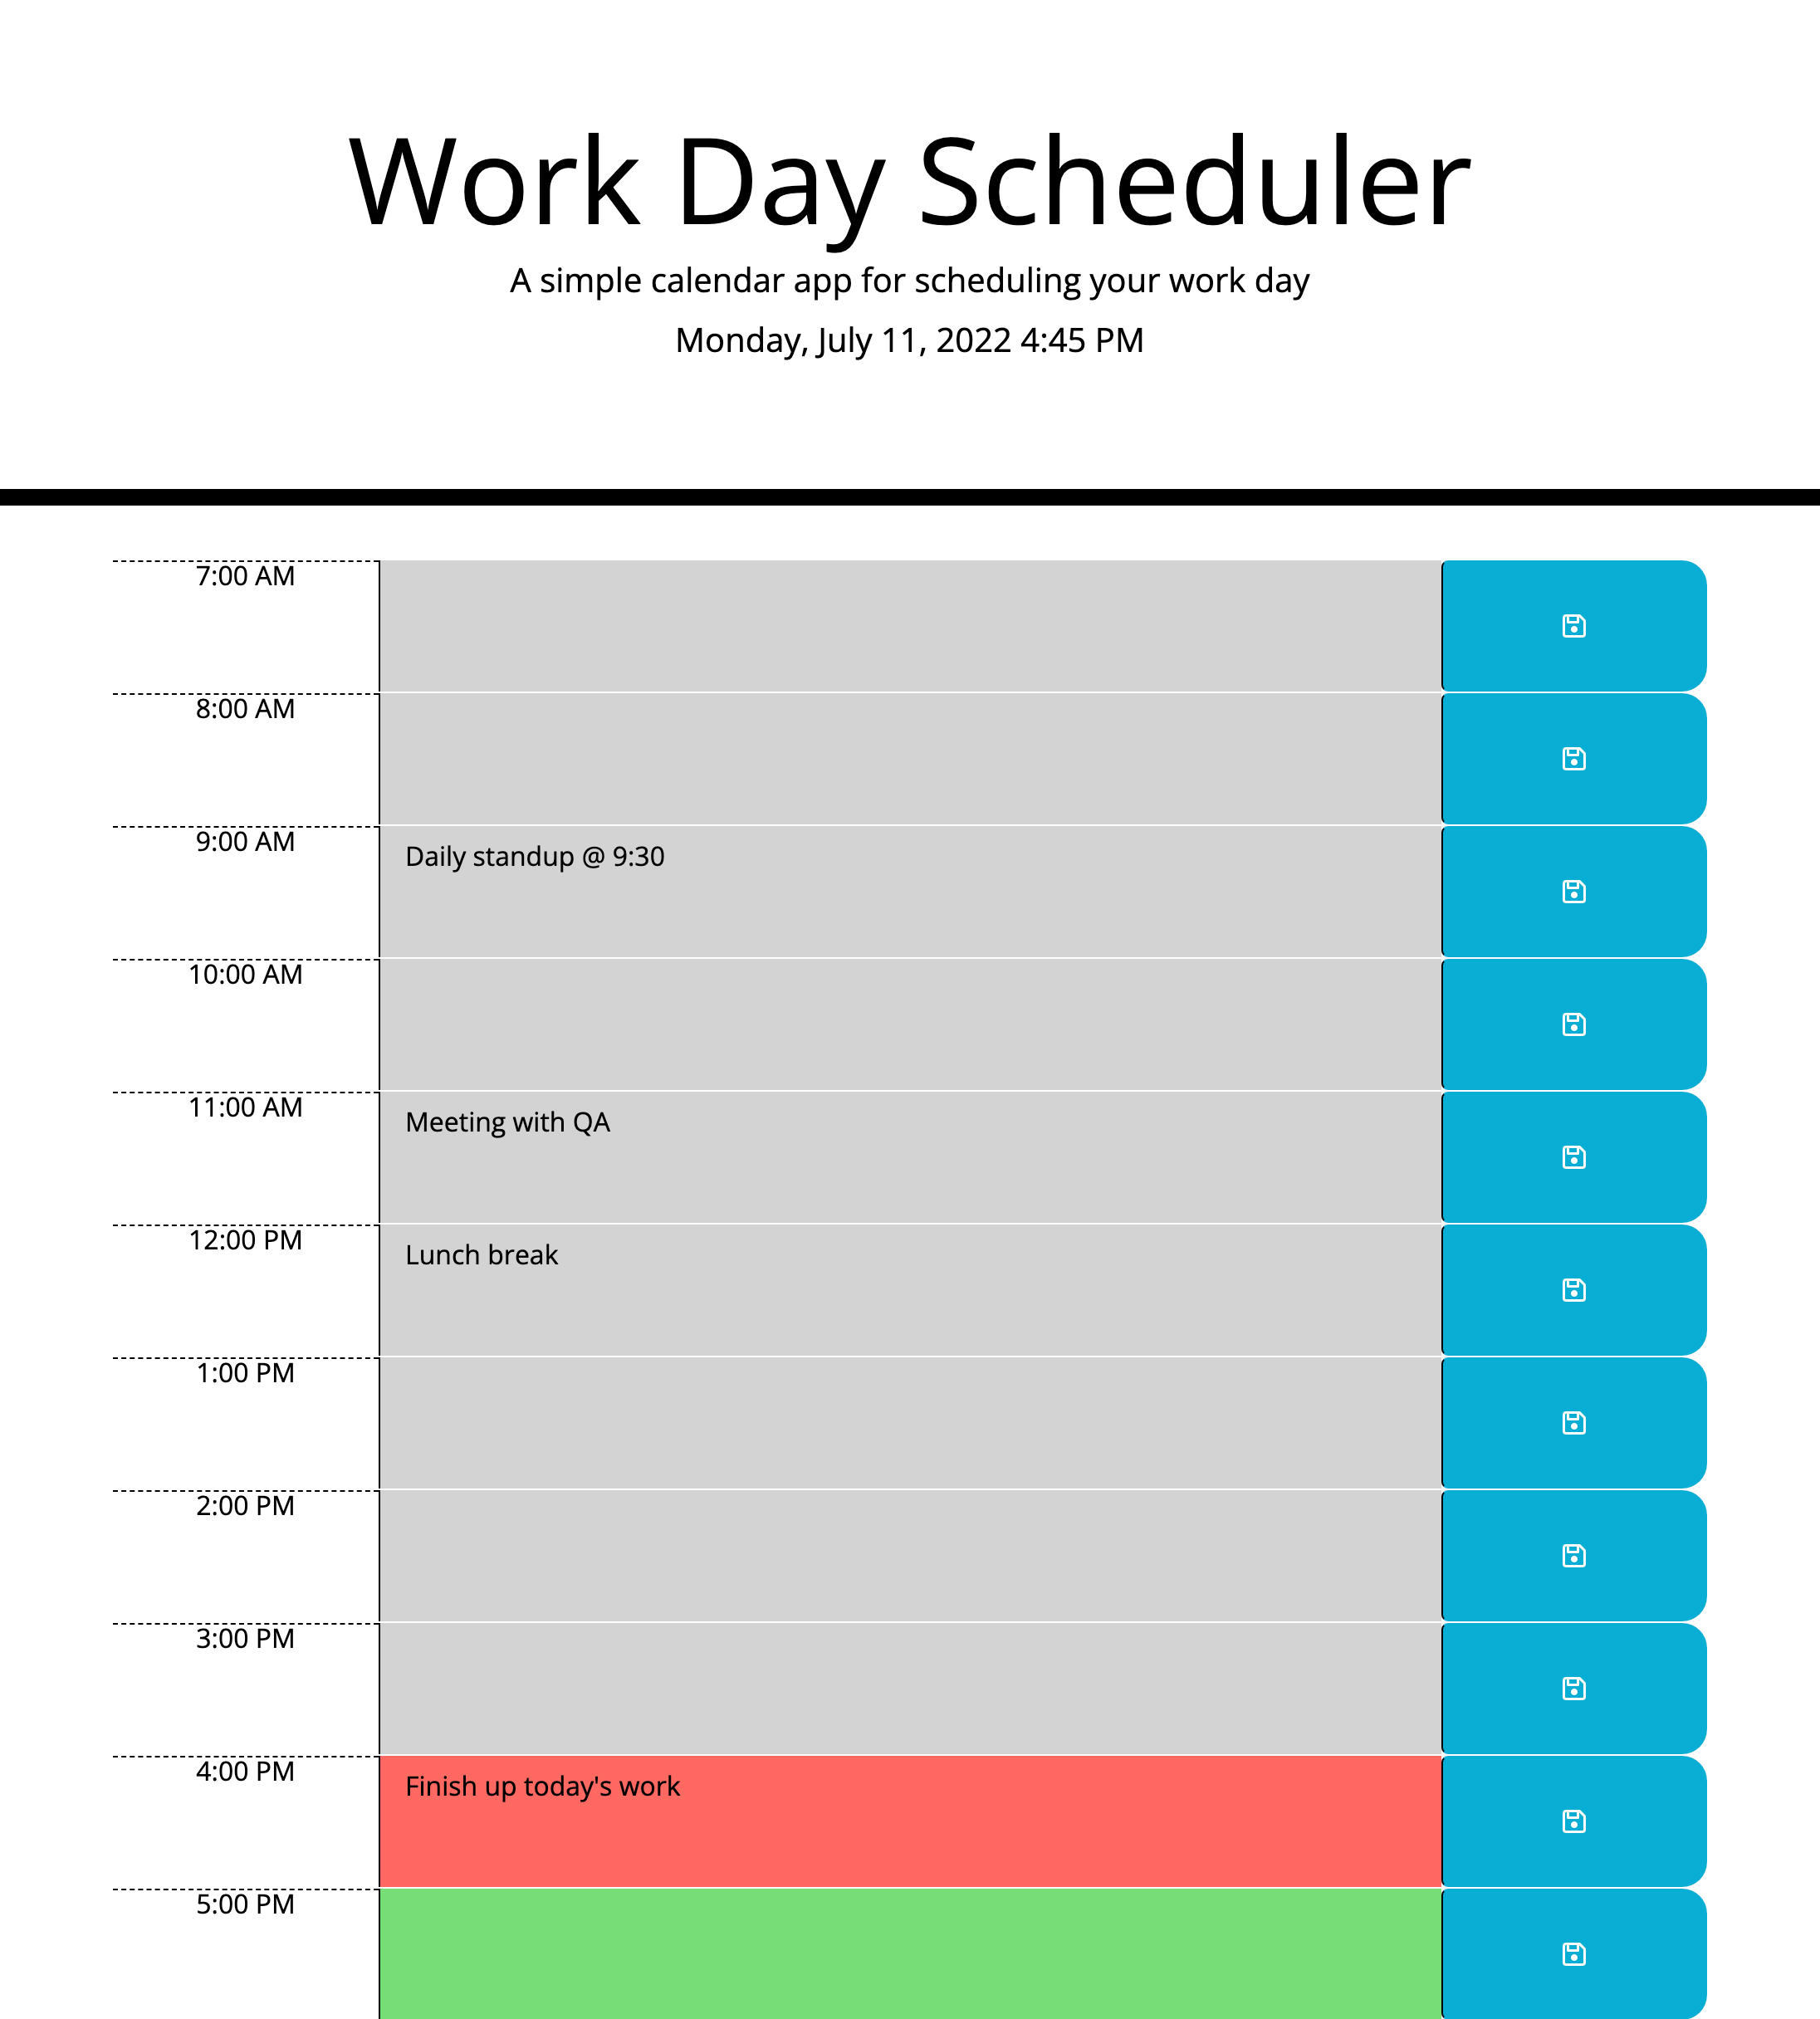 Work Day Scheduler
A simple calendar app for scheduling your work day
Monday, July 11, 2022 4:45 PM
7:00 AM
8:00 AM
9:00 AM
Daily standup @ 9:30
10:00 AM
11:00 AM
Meeting with QA
12:00 PM
Lunch break
1:00 PM
2:00 PM
3:00 PM
4:00 PM
Finish up today's work
5:00 PM